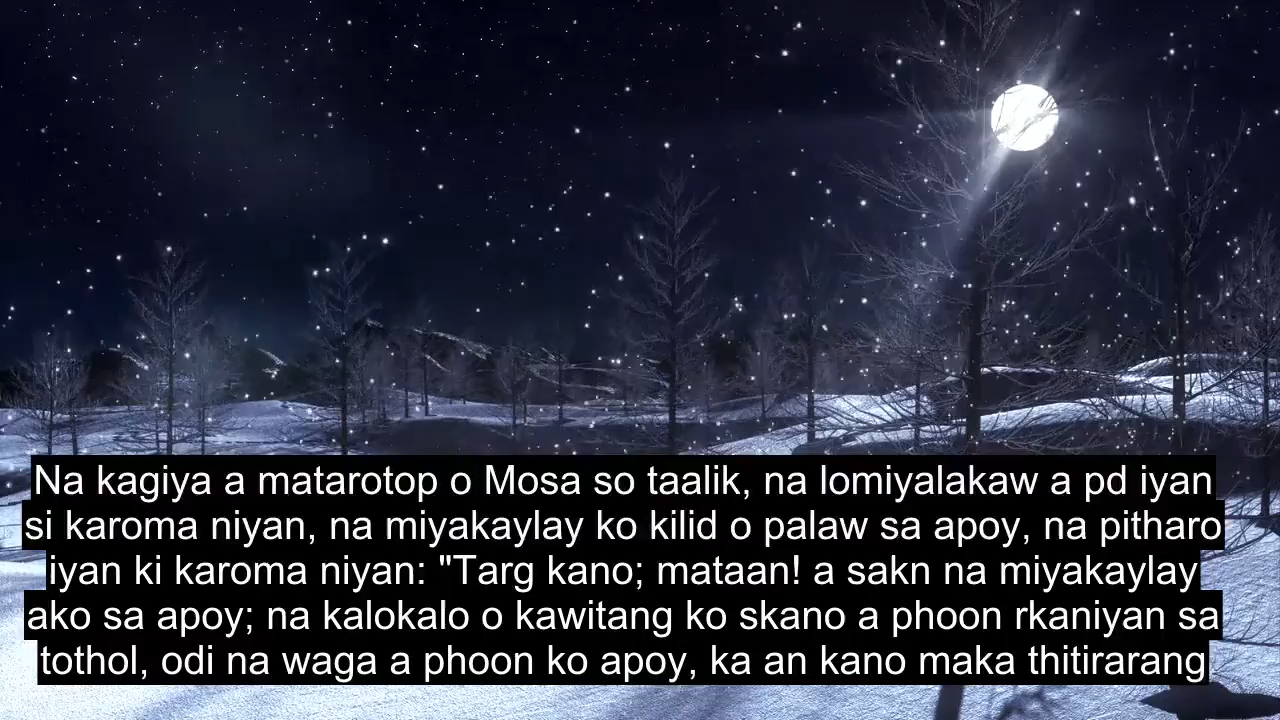 Na kagiya a matarotop o Mosa so taalik, na lomiyalakaw a pd iyan
si karoma niyan, na miyakaylay ko kilid o palaw sa apoy, na pitharo
iyan ki karoma niyan: "Targ kano; mataan! a sakn na miyakaylay
ako sa apoy; na kalokalo o kawitang ko skano a phoon rkaniyan sa
tothol, odi na waga a phoon ko apoy, ka an kano maka thitirarang